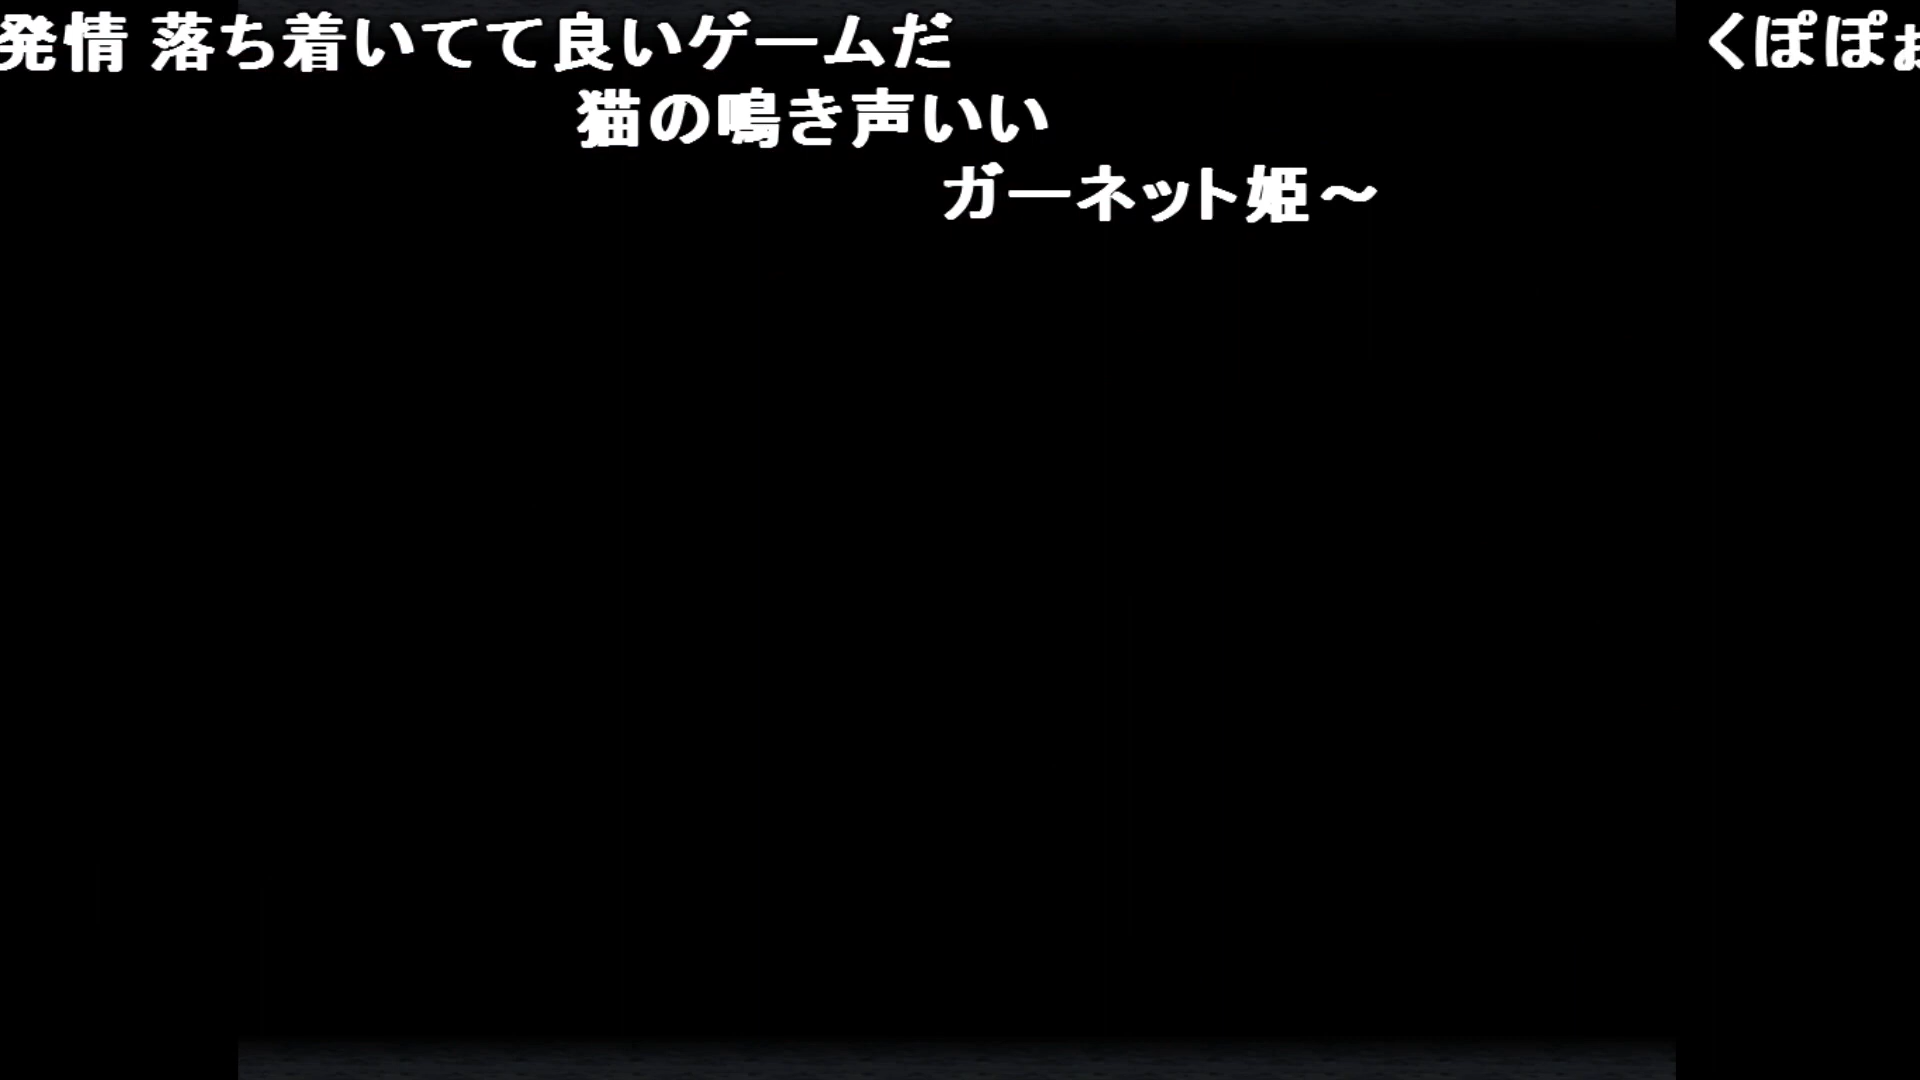 発情 落ち着いてて良いゲームだ くぽぽぉ
猫の鳴き声いい
ガーネット姫～